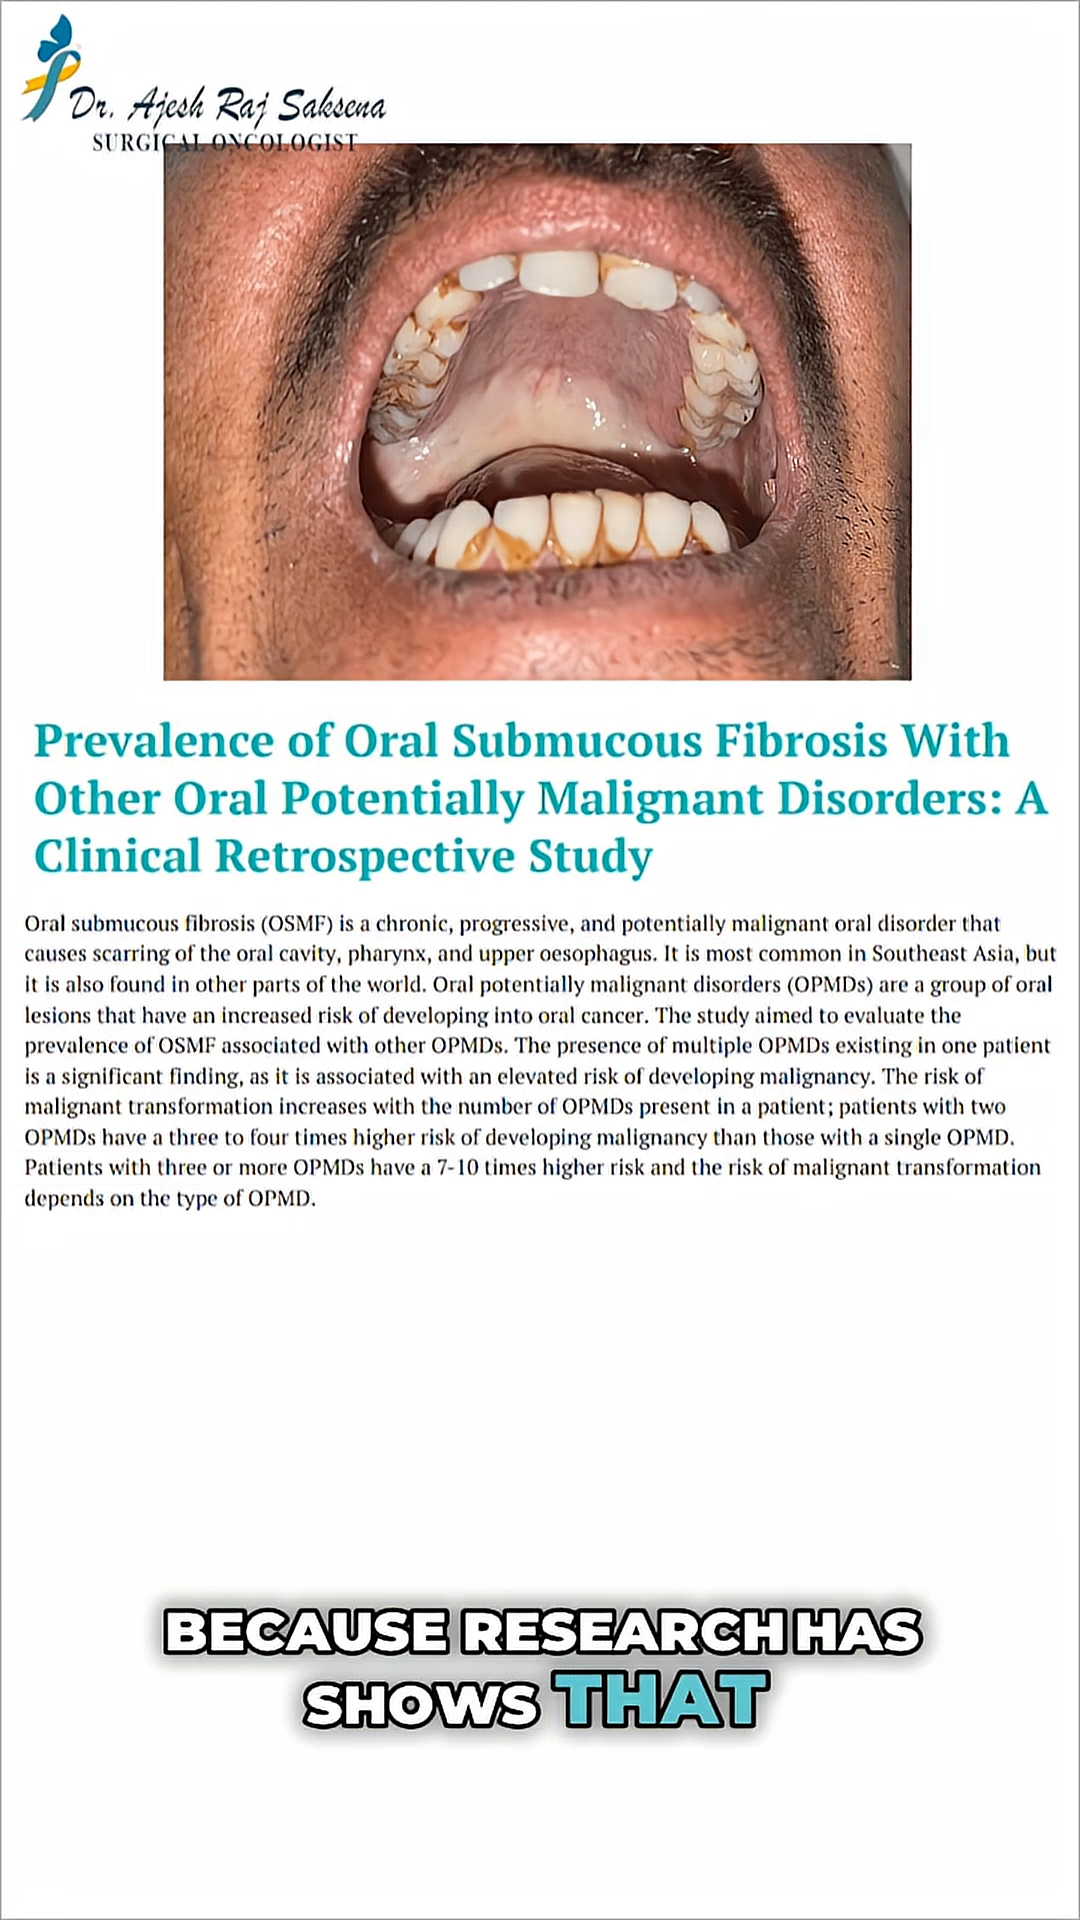 Dr. Ajesh Raj Saksena
SURGICAL ONCOLOGIST
Prevalence of Oral Submucous Fibrosis With
Other Oral Potentially Malignant Disorders: A
Clinical Retrospective Study
Oral submucous fibrosis (OSMF) is a chronic, progressive, and potentially malignant oral disorder that
causes scarring of the oral cavity, pharynx, and upper oesophagus. It is most common in Southeast Asia, but
it is also found in other parts of the world. Oral potentially malignant disorders (OPMDs) are a group of oral
lesions that have an increased risk of developing into oral cancer. The study aimed to evaluate the
prevalence of OSMF associated with other OPMDs. The presence of multiple OPMDs existing in one patient
is a significant finding, as it is associated with an elevated risk of developing malignancy. The risk of
malignant transformation increases with the number of OPMDs present in a patient; patients with two
OPMDs have a three to four times higher risk of developing malignancy than those with a single OPMD.
Patients with three or more OPMDs have a 7-10 times higher risk and the risk of malignant transformation
depends on the type of OPMD.
BECAUSE RESEARCH HAS
SHOWS THAT